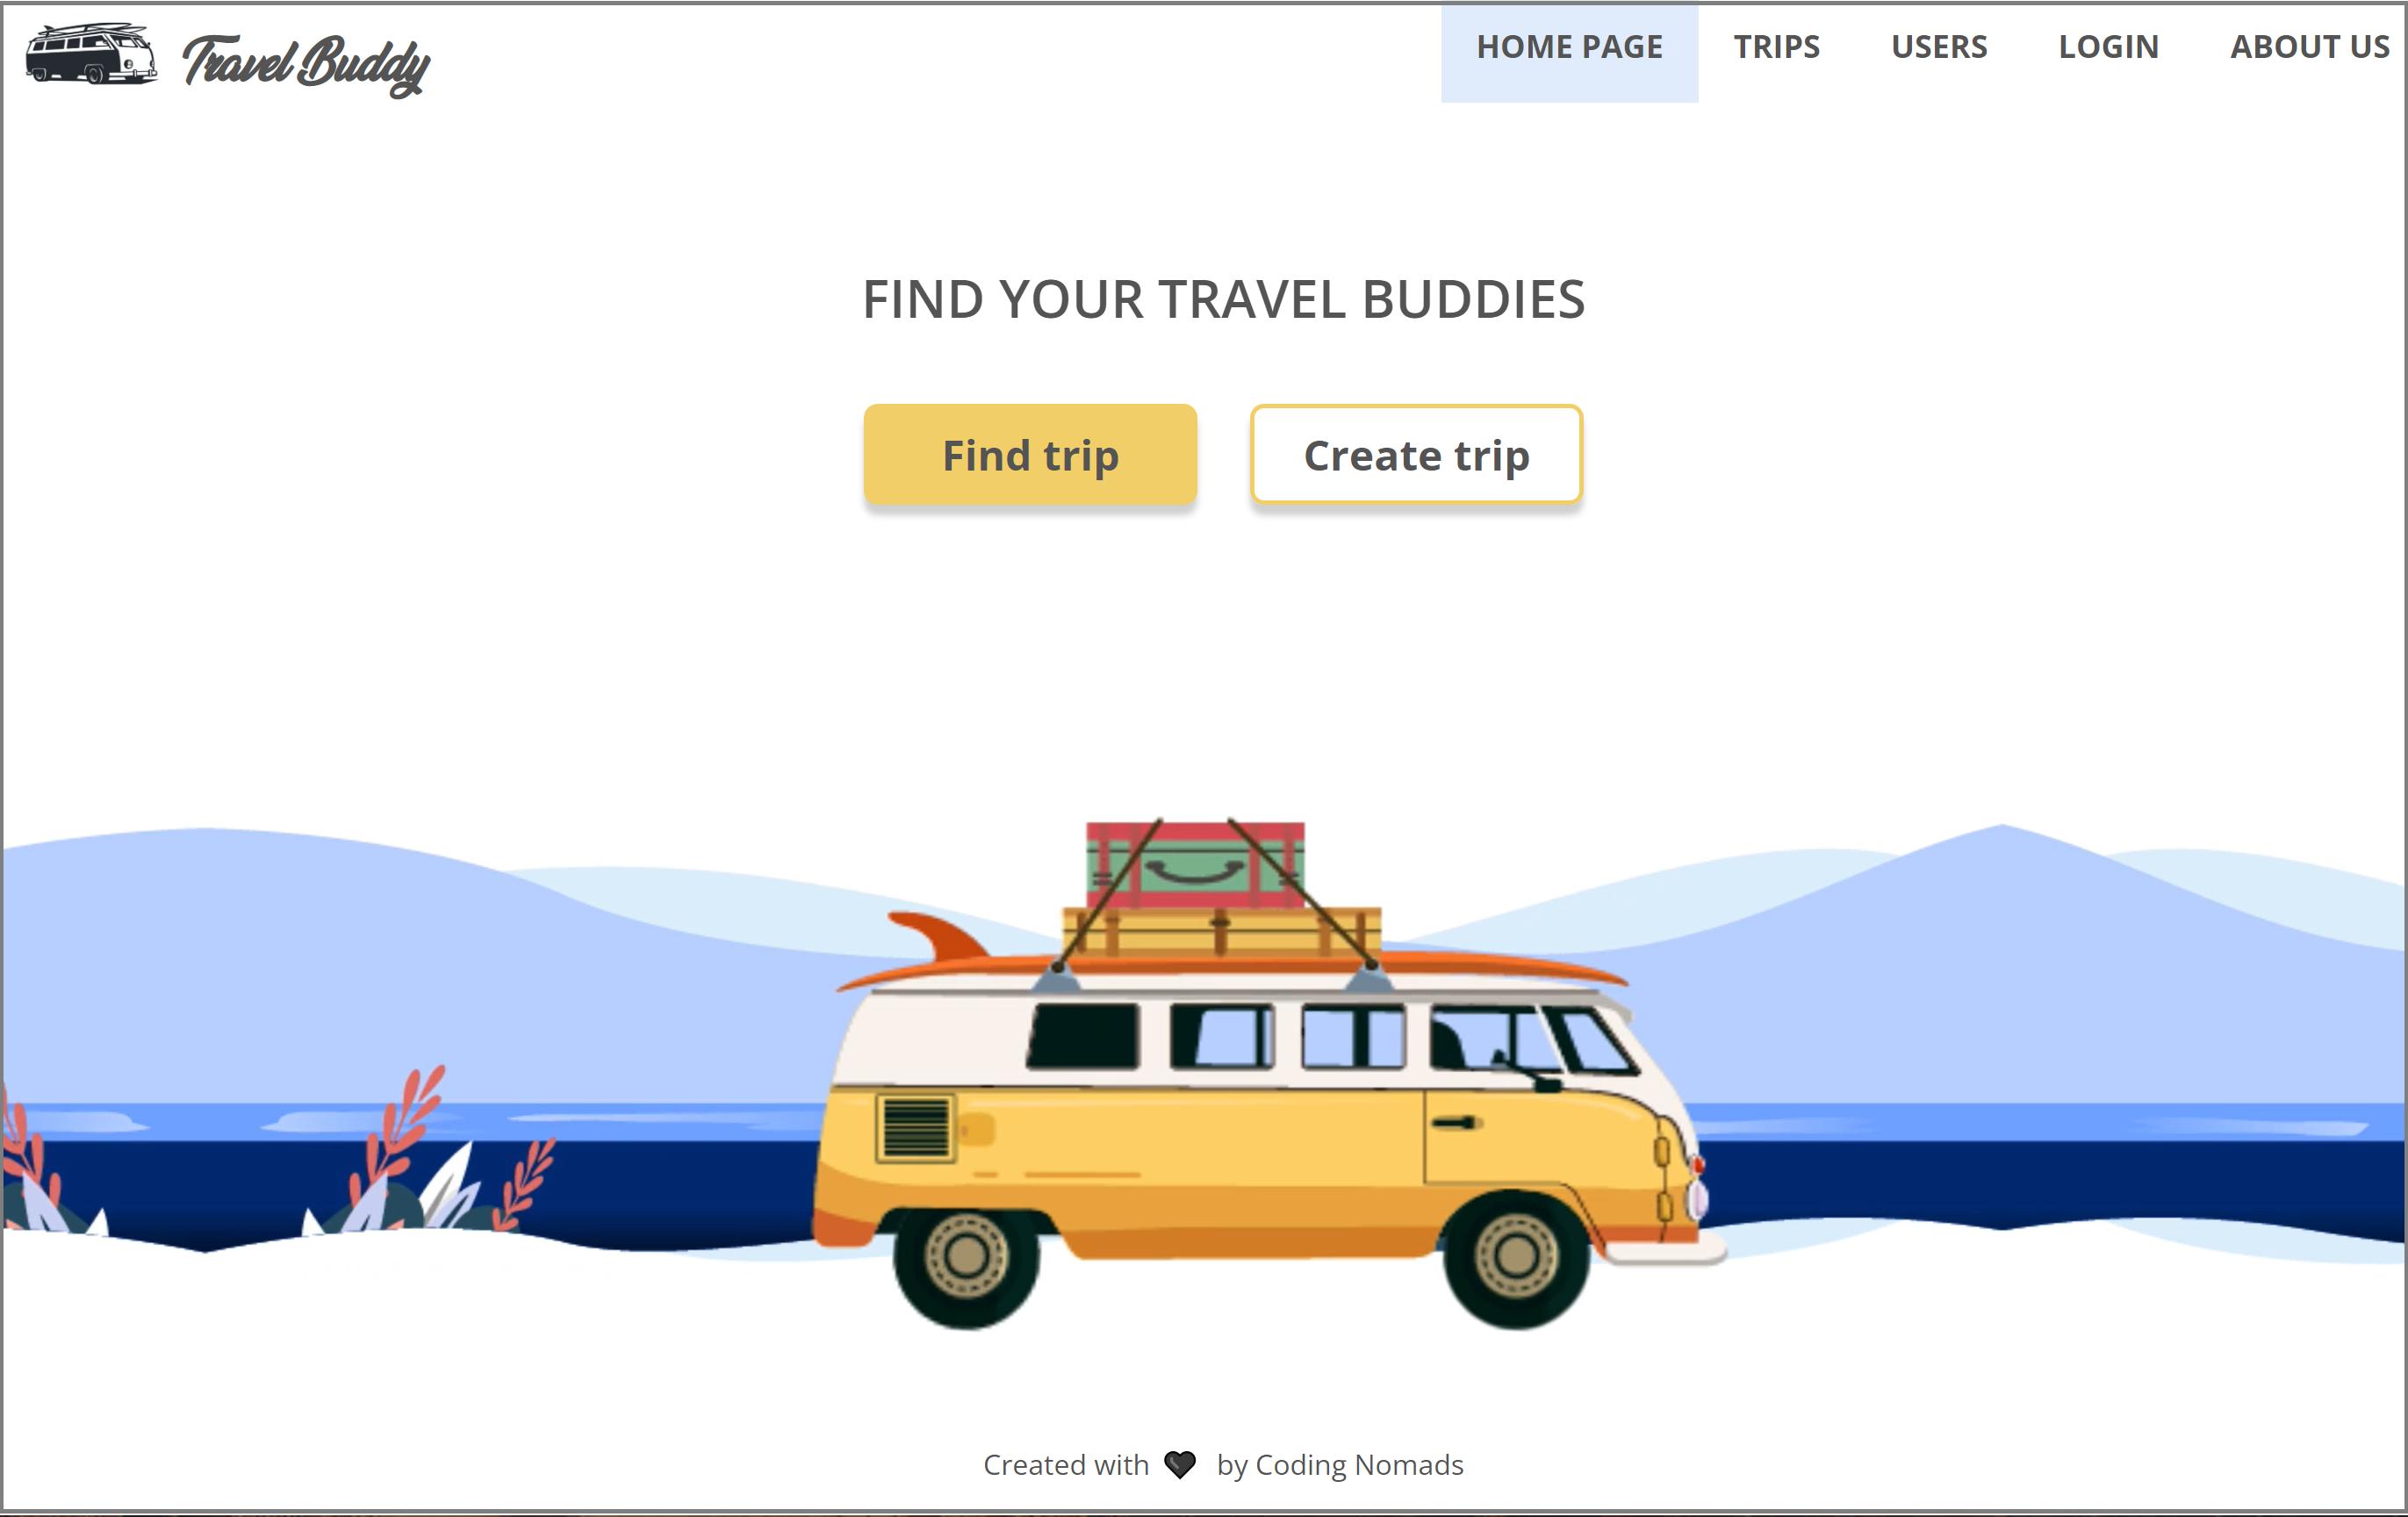 Travel Buddy
HOME PAGE TRIPS USERS LOGIN ABOUT US
FIND YOUR TRAVEL BUDDIES
Find trip Create trip
Created with 🖤 by Coding Nomads